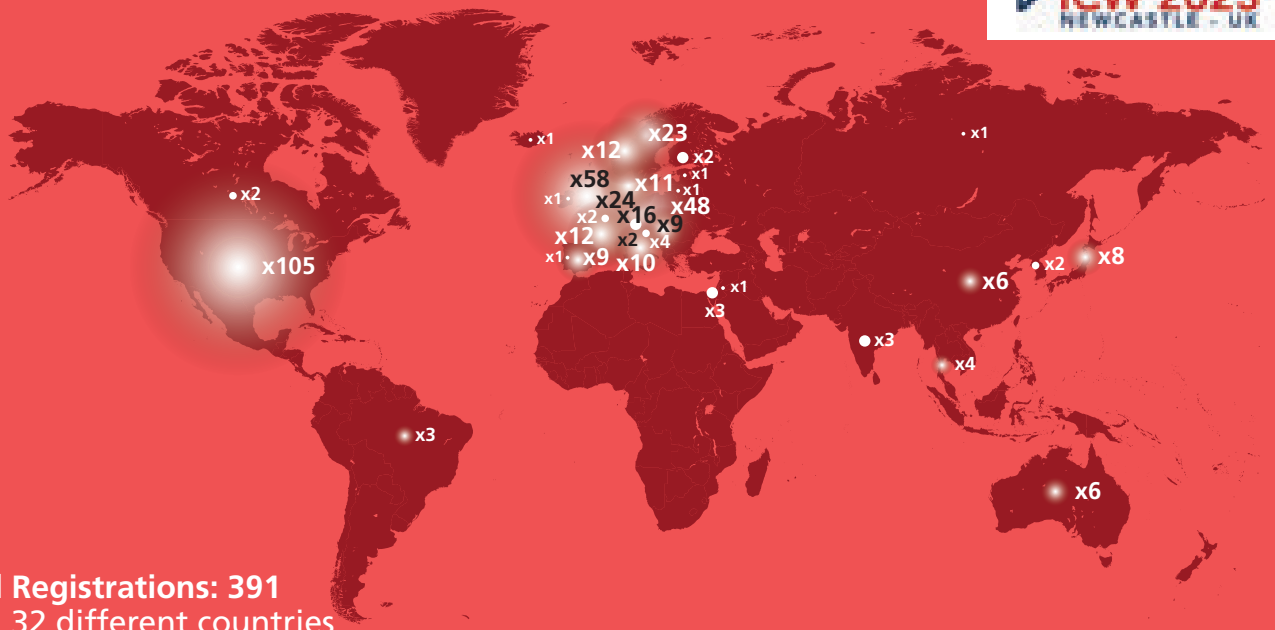 ICW 2025
NEWCASTLE - UK
x1
x23
x12
x2
x1
x58
x11
x1
x1
x24
x48
x2
x16
x9
x12
x2
x4
x1
x9
x10
x2
x105
x1
x3
x1
x6
x2
x8
x3
x4
x3
x6
Registrations: 391
32 different countries